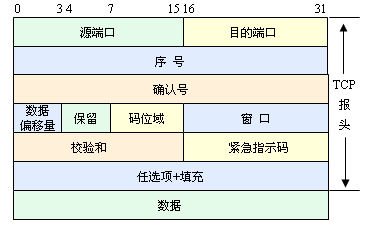 0 3 4 7 15 16 31
源端口 目的端口
序 号
确认号
数据
偏移量 保留 码位域 窗 口
校验和 紧急指示码
任选项+填充
数据
TCP
报
头